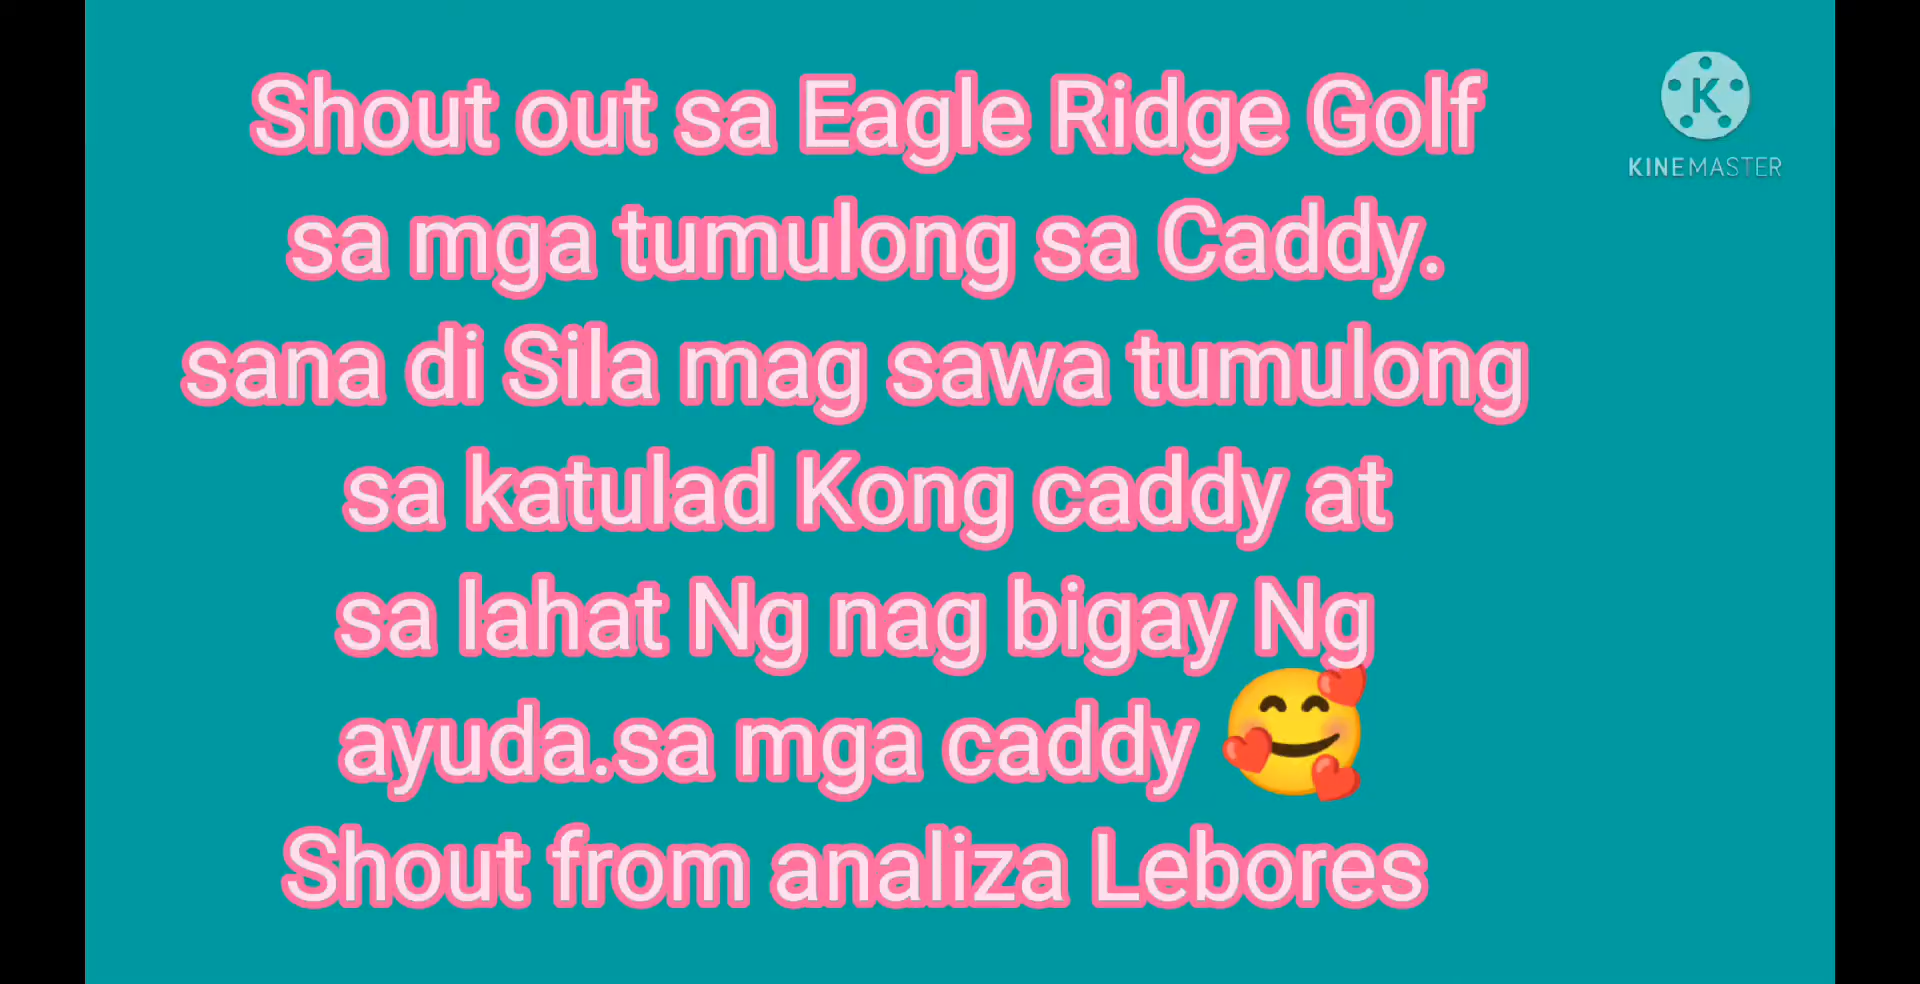 Shout out sa Eagle Ridge Golf
sa mga tumulong sa Caddy.
sana di Sila mag sawa tumulong
sa katulad Kong caddy at
sa lahat Ng nag bigay Ng
ayuda.sa mga caddy 🥰
Shout from analiza Lebores
K
KINEMASTER